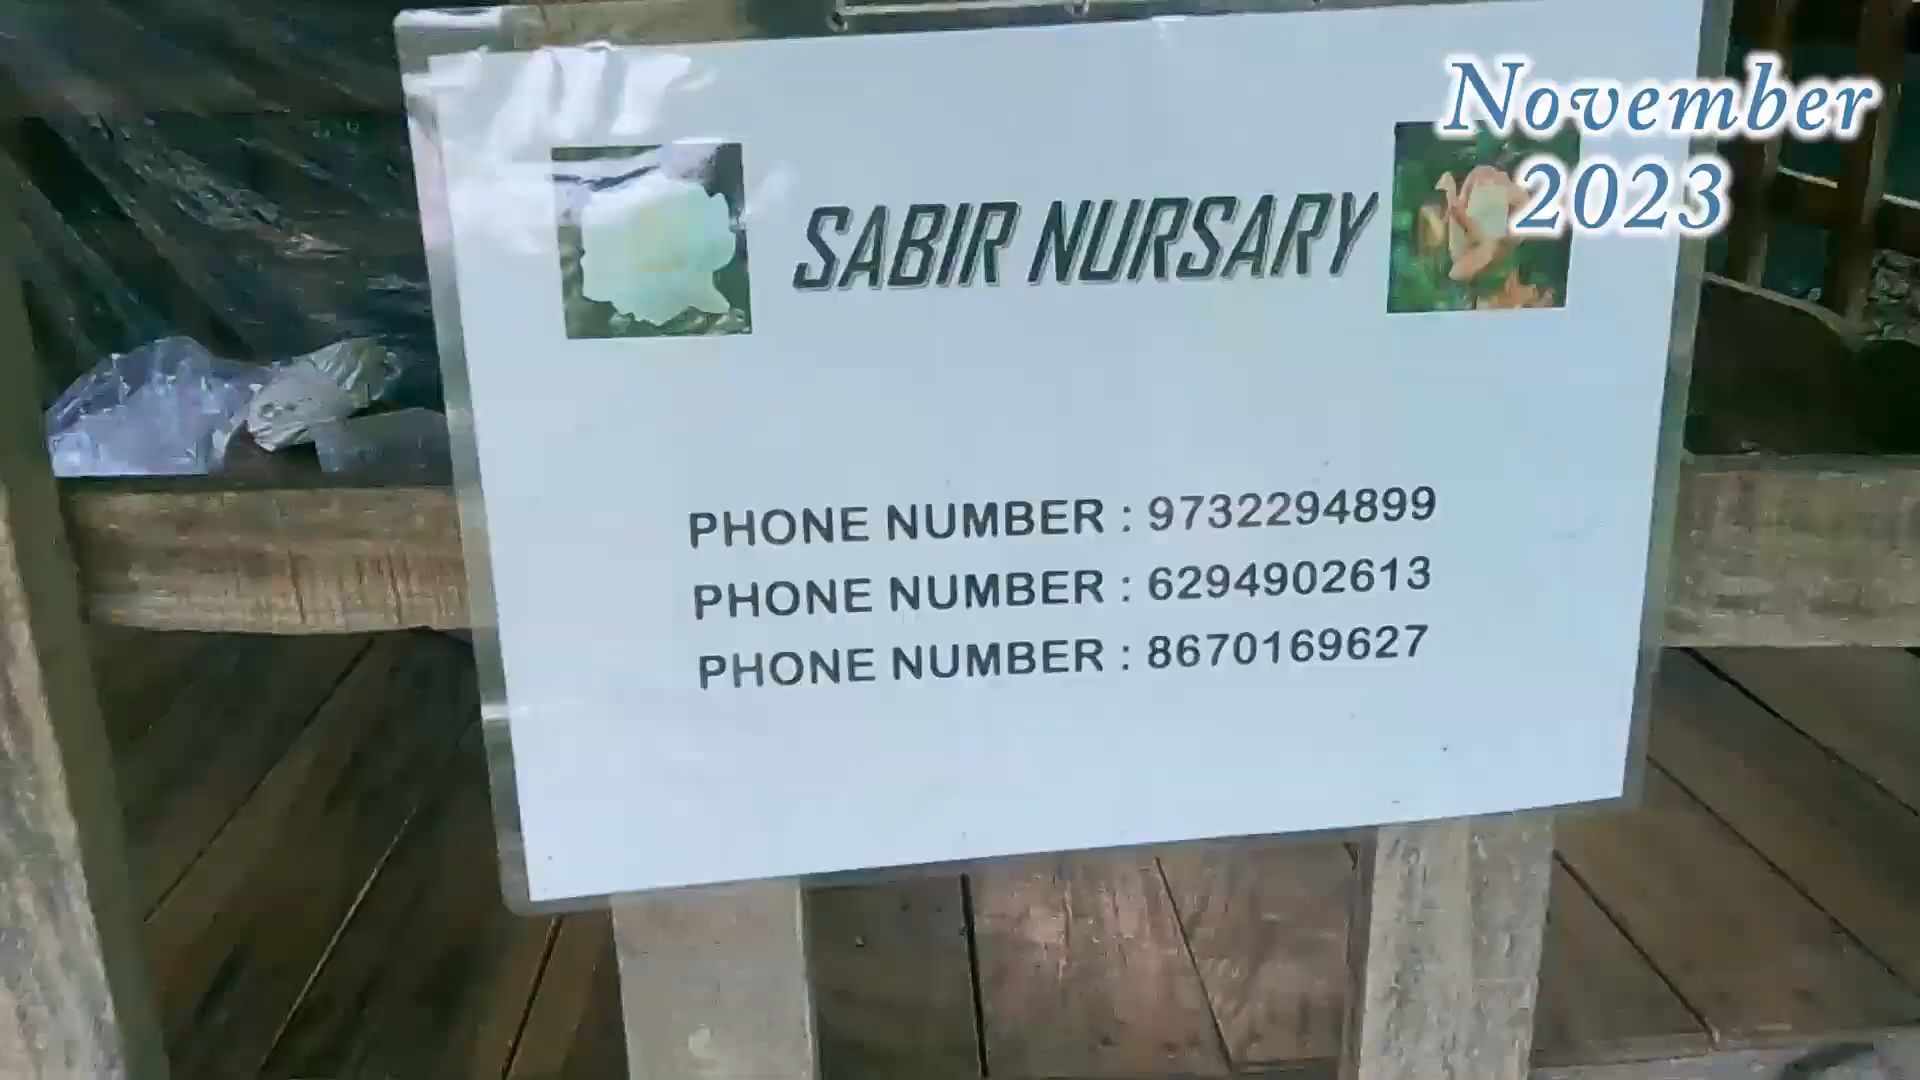 November
2023
SABIR NURSARY
PHONE NUMBER : 9732294899
PHONE NUMBER : 6294902613
PHONE NUMBER : 8670169627